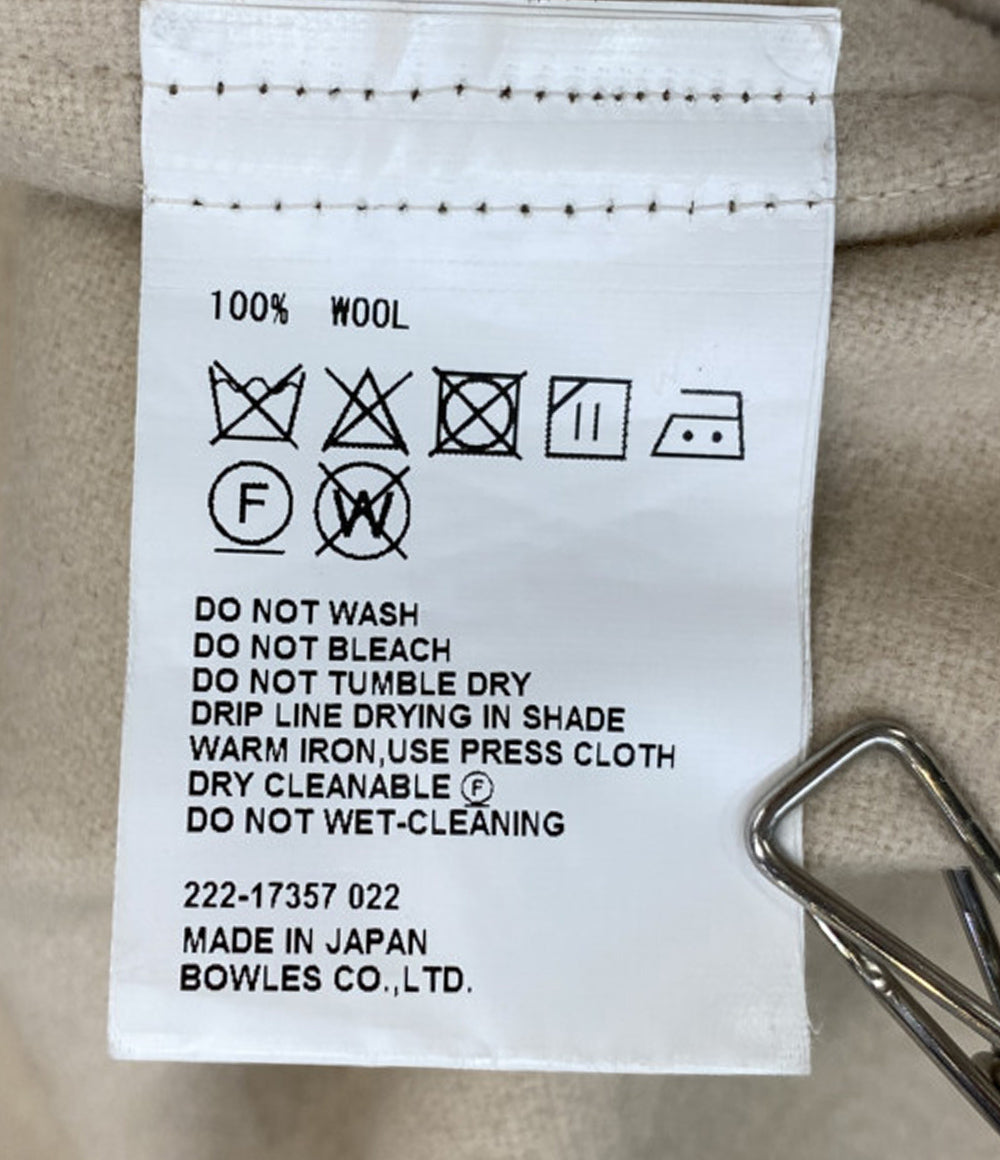 100% WOOL
F W
DO NOT WASH
DO NOT BLEACH
DO NOT TUMBLE DRY
DRIP LINE DRYING IN SHADE
WARM IRON,USE PRESS CLOTH
DRY CLEANABLE Ⓕ
DO NOT WET-CLEANING
222-17357 022
MADE IN JAPAN
BOWLES CO.,LTD.